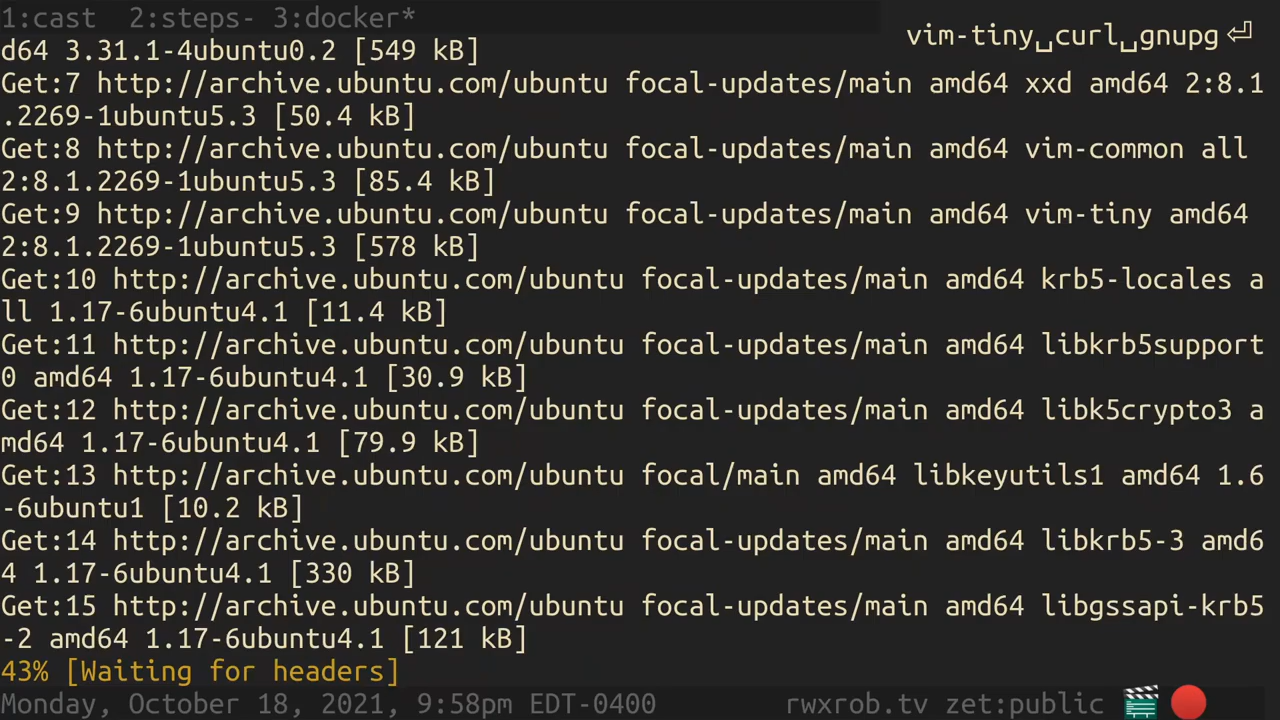 1:cast  2:steps- 3:docker*
vim-tiny␣curl␣gnupg⏎
d64 3.31.1-4ubuntu0.2 [549 kB]
Get:7 http://archive.ubuntu.com/ubuntu focal-updates/main amd64 xxd amd64 2:8.1
.2269-1ubuntu5.3 [50.4 kB]
Get:8 http://archive.ubuntu.com/ubuntu focal-updates/main amd64 vim-common all
2:8.1.2269-1ubuntu5.3 [85.4 kB]
Get:9 http://archive.ubuntu.com/ubuntu focal-updates/main amd64 vim-tiny amd64
2:8.1.2269-1ubuntu5.3 [578 kB]
Get:10 http://archive.ubuntu.com/ubuntu focal-updates/main amd64 krb5-locales a
ll 1.17-6ubuntu4.1 [11.4 kB]
Get:11 http://archive.ubuntu.com/ubuntu focal-updates/main amd64 libkrb5support
0 amd64 1.17-6ubuntu4.1 [30.9 kB]
Get:12 http://archive.ubuntu.com/ubuntu focal-updates/main amd64 libk5crypto3 a
md64 1.17-6ubuntu4.1 [79.9 kB]
Get:13 http://archive.ubuntu.com/ubuntu focal/main amd64 libkeyutils1 amd64 1.6
-6ubuntu1 [10.2 kB]
Get:14 http://archive.ubuntu.com/ubuntu focal-updates/main amd64 libkrb5-3 amd6
4 1.17-6ubuntu4.1 [330 kB]
Get:15 http://archive.ubuntu.com/ubuntu focal-updates/main amd64 libgssapi-krb5
-2 amd64 1.17-6ubuntu4.1 [121 kB]
43% [Waiting for headers]
Monday, October 18, 2021, 9:58pm EDT-0400
rwxrob.tv zet:public 🎬 🔴